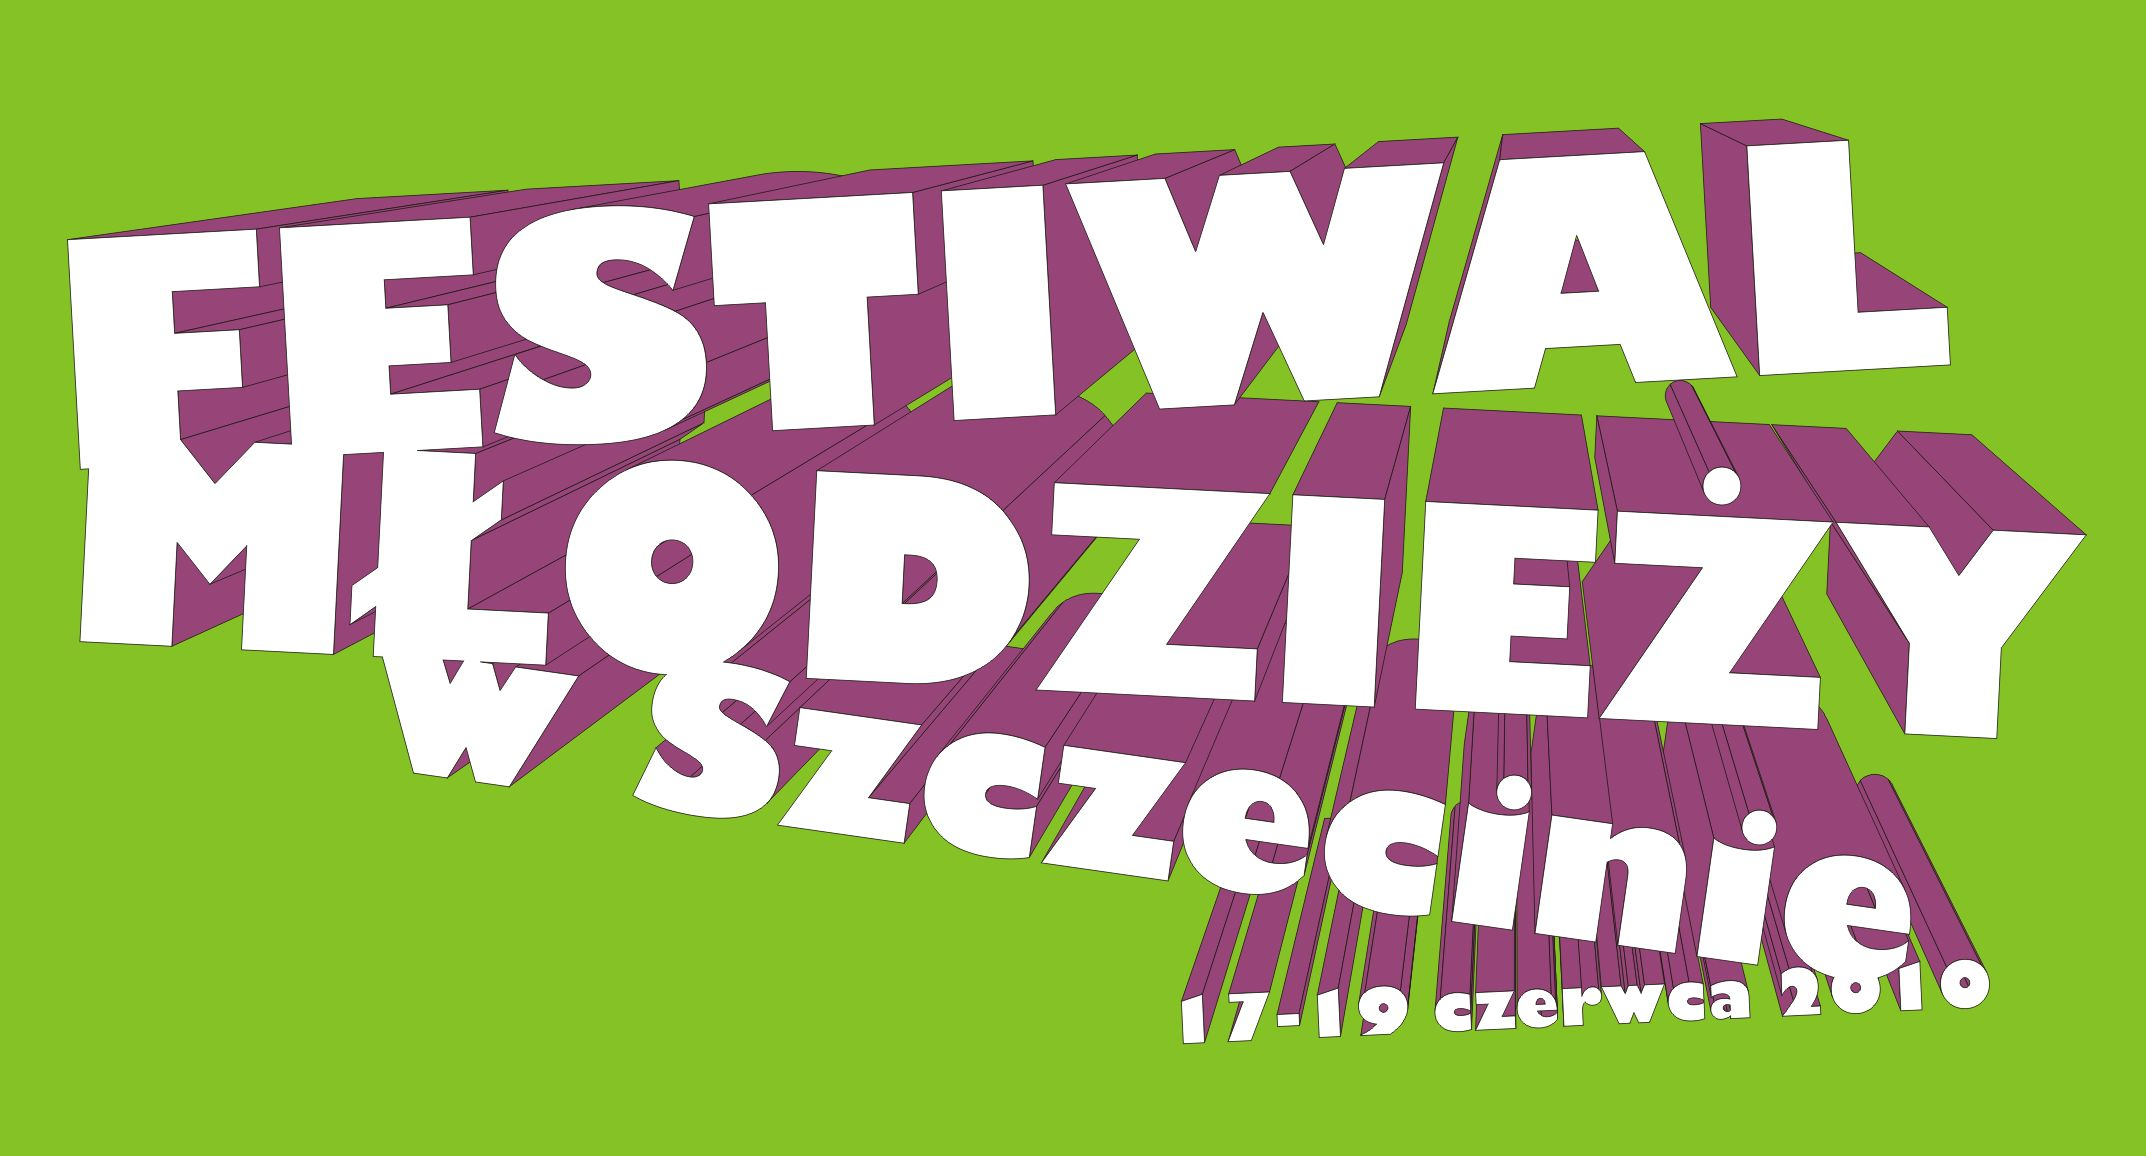 FESTIWAL
MŁODZIEŻY
w Szczecinie
17-19 czerwca 2010